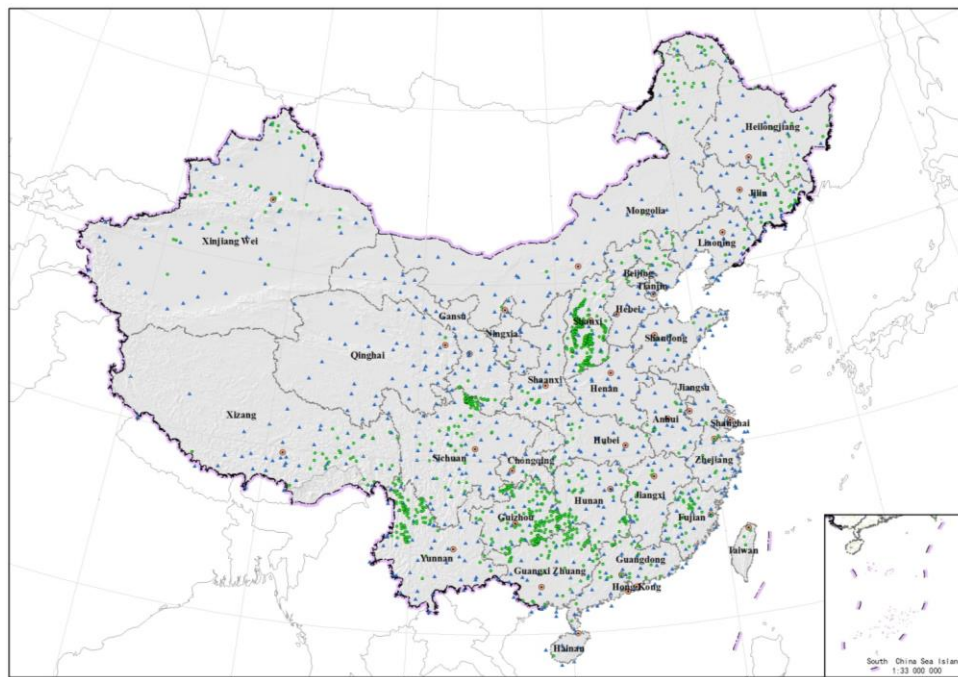 Heilongjiang
Jilin
Mongolia
Liaoning
Xinjiang Wei
Beijing
Tianjin
Gansu
Hebei
Shanxi
Ningxia
Shandong
Qinghai
Shaanxi
Henan
Jiangsu
Xizang
Anhui
Shanghai
Hubei
Sichuan
Chongqing
Zhejiang
Hunan
Jiangxi
Guizhou
Fujian
Yunnan
Taiwan
Guangdong
Guangxi Zhuang
Hong Kong
Hainan
South China Sea Islan
1:33 000 000